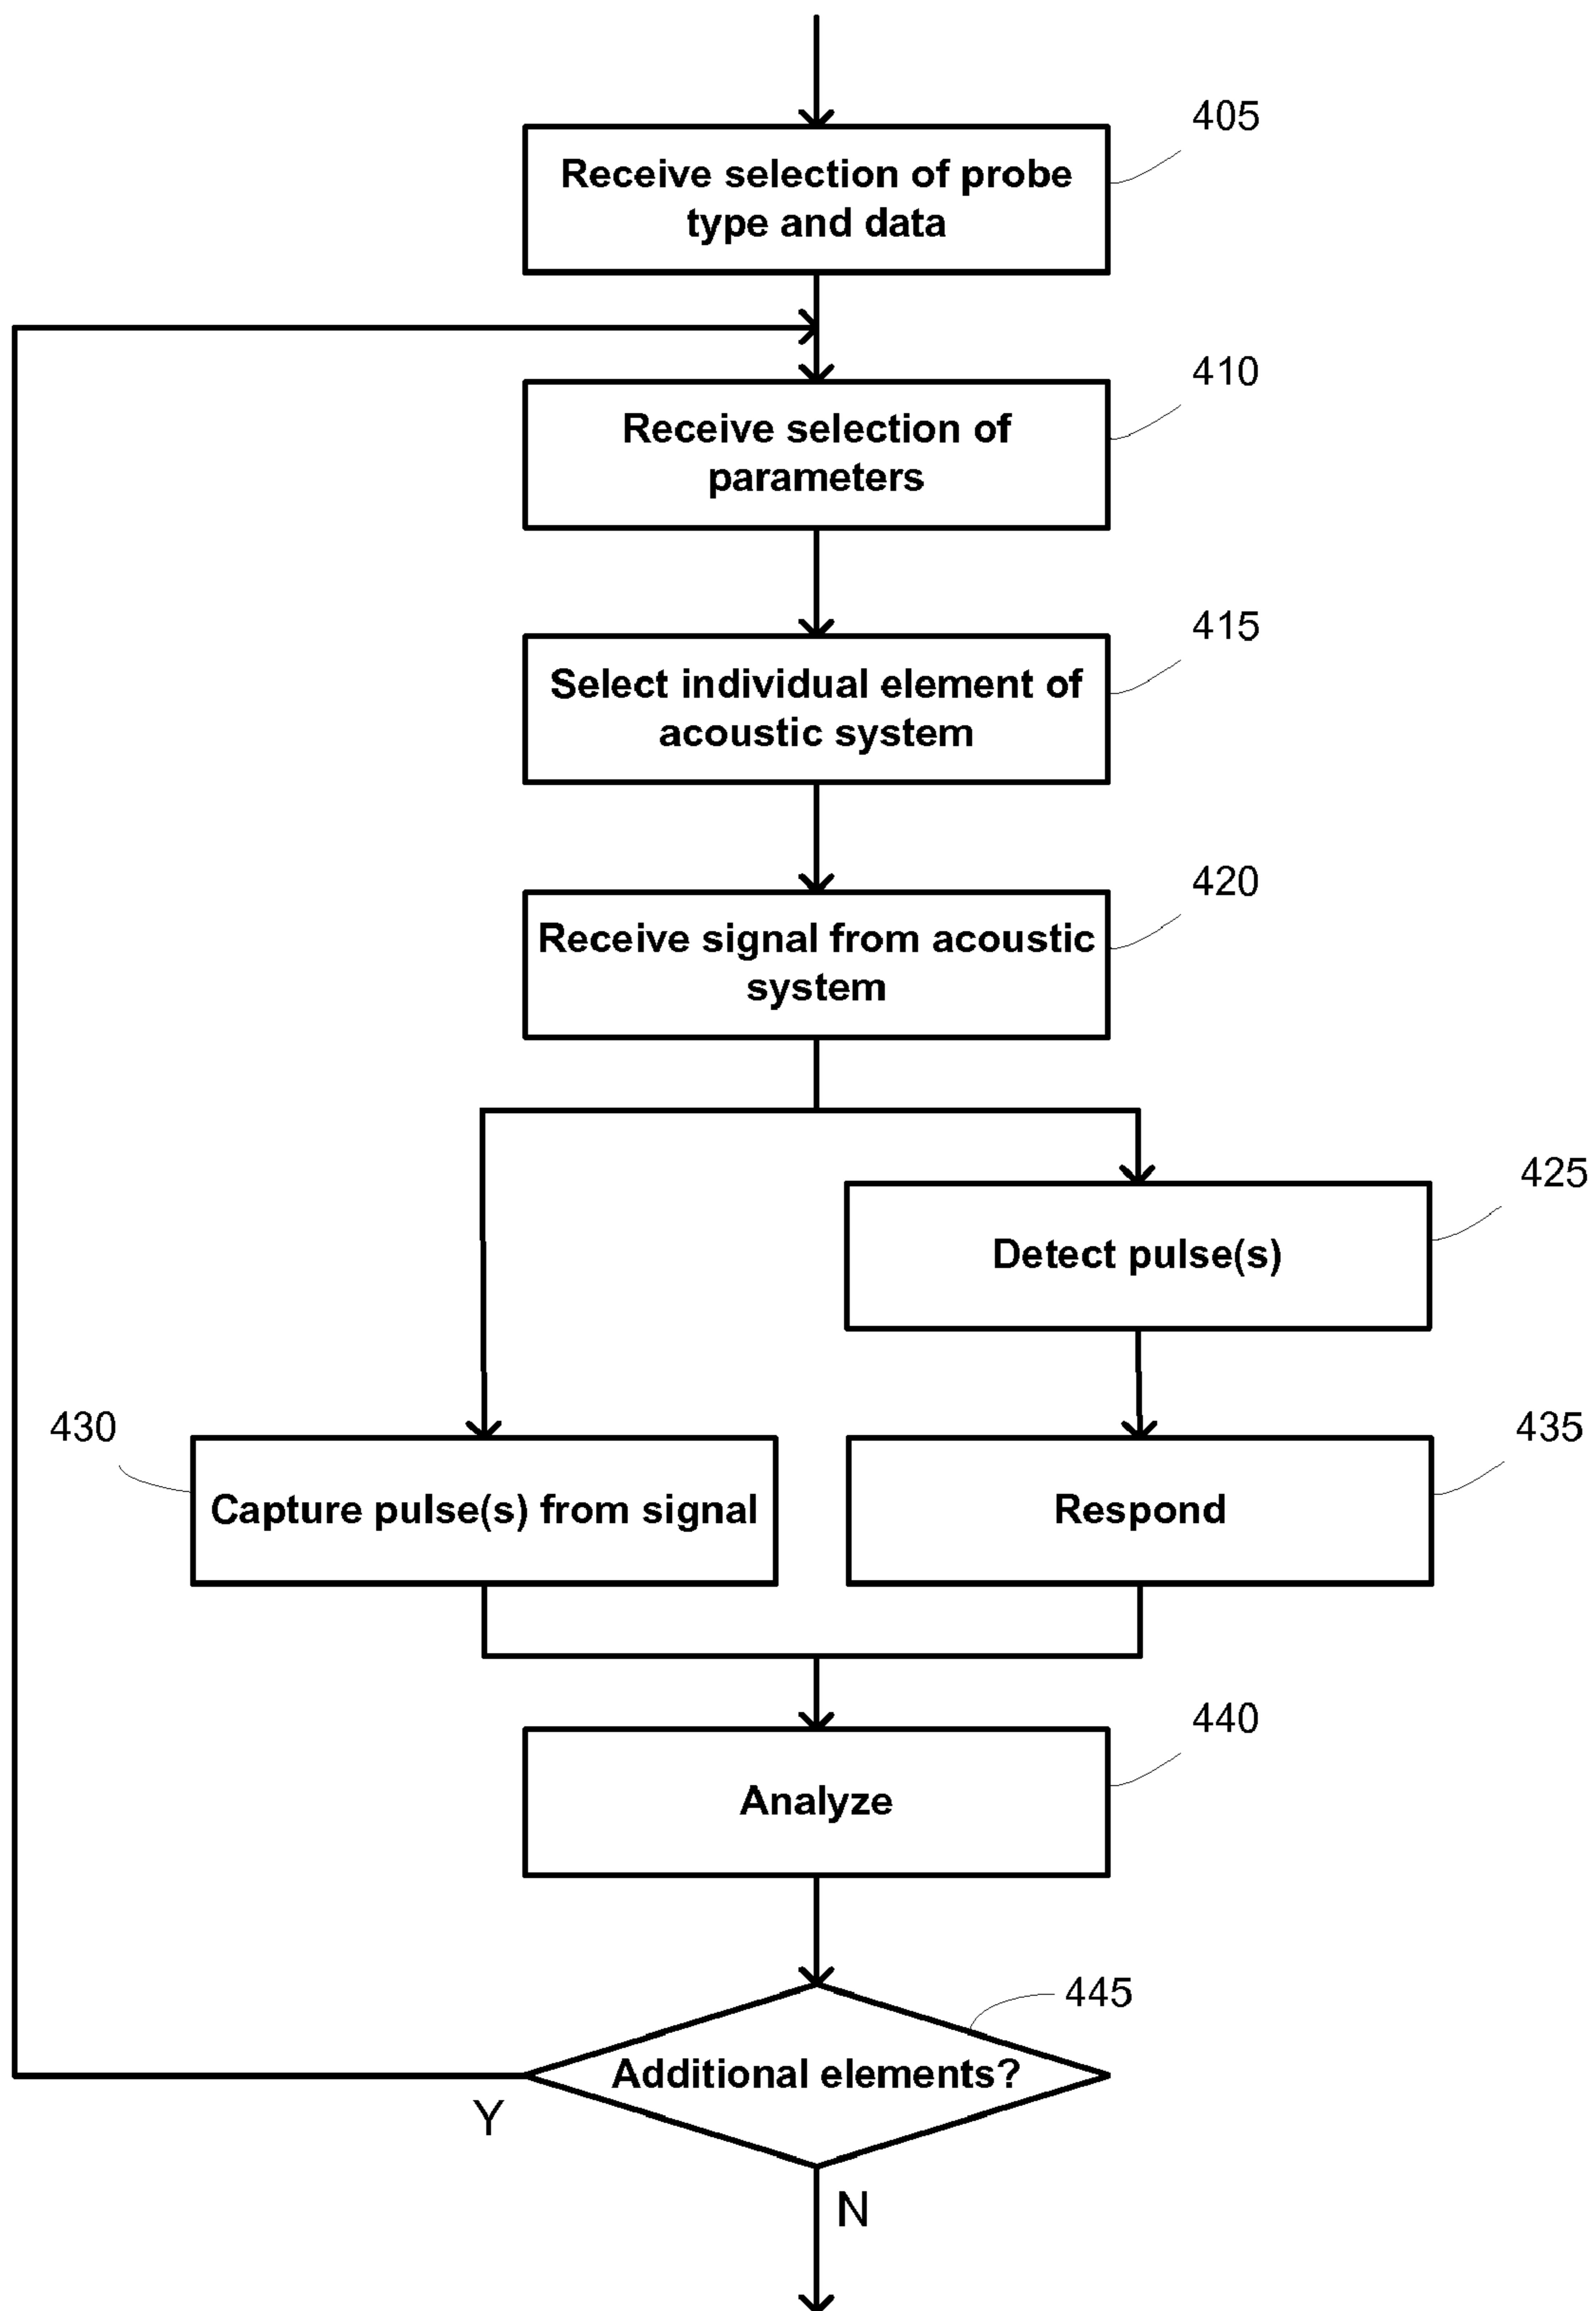 405
Receive selection of probe
type and data
410
Receive selection of
parameters
415
Select individual element of
acoustic system
420
Receive signal from acoustic
system
425
Detect pulse(s)
430
Capture pulse(s) from signal
435
Respond
440
Analyze
445
Additional elements?
Y
N